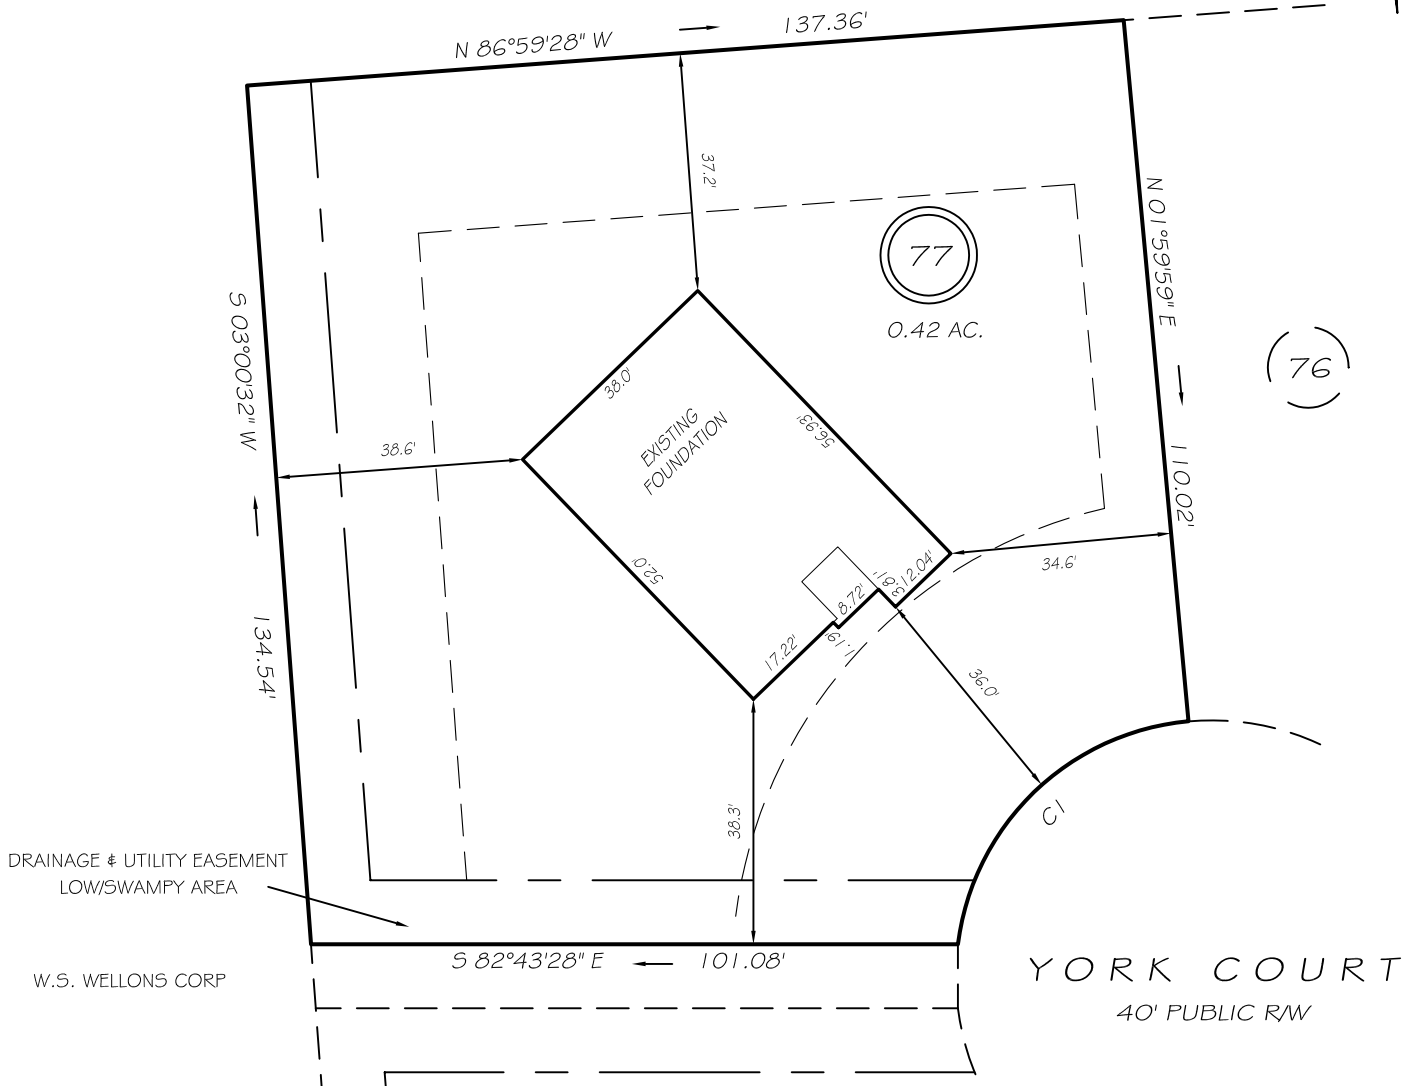 N 86°59'28" W
137.36'
37.2'
N 01°59'59" E
77
0.42 AC.
S 03°00'32" W
76
38.0'
56.93'
EXISTING
FOUNDATION
38.6'
110.02'
52.0'
34.6'
3.81'
12.04'
8.72'
1.19'
17.22'
134.54'
36.0'
38.3'
C1
DRAINAGE & UTILITY EASEMENT
LOW/SWAMPY AREA
S 82°43'28" E
101.08'
W.S. WELLONS CORP
YORK COURT
40' PUBLIC R/W